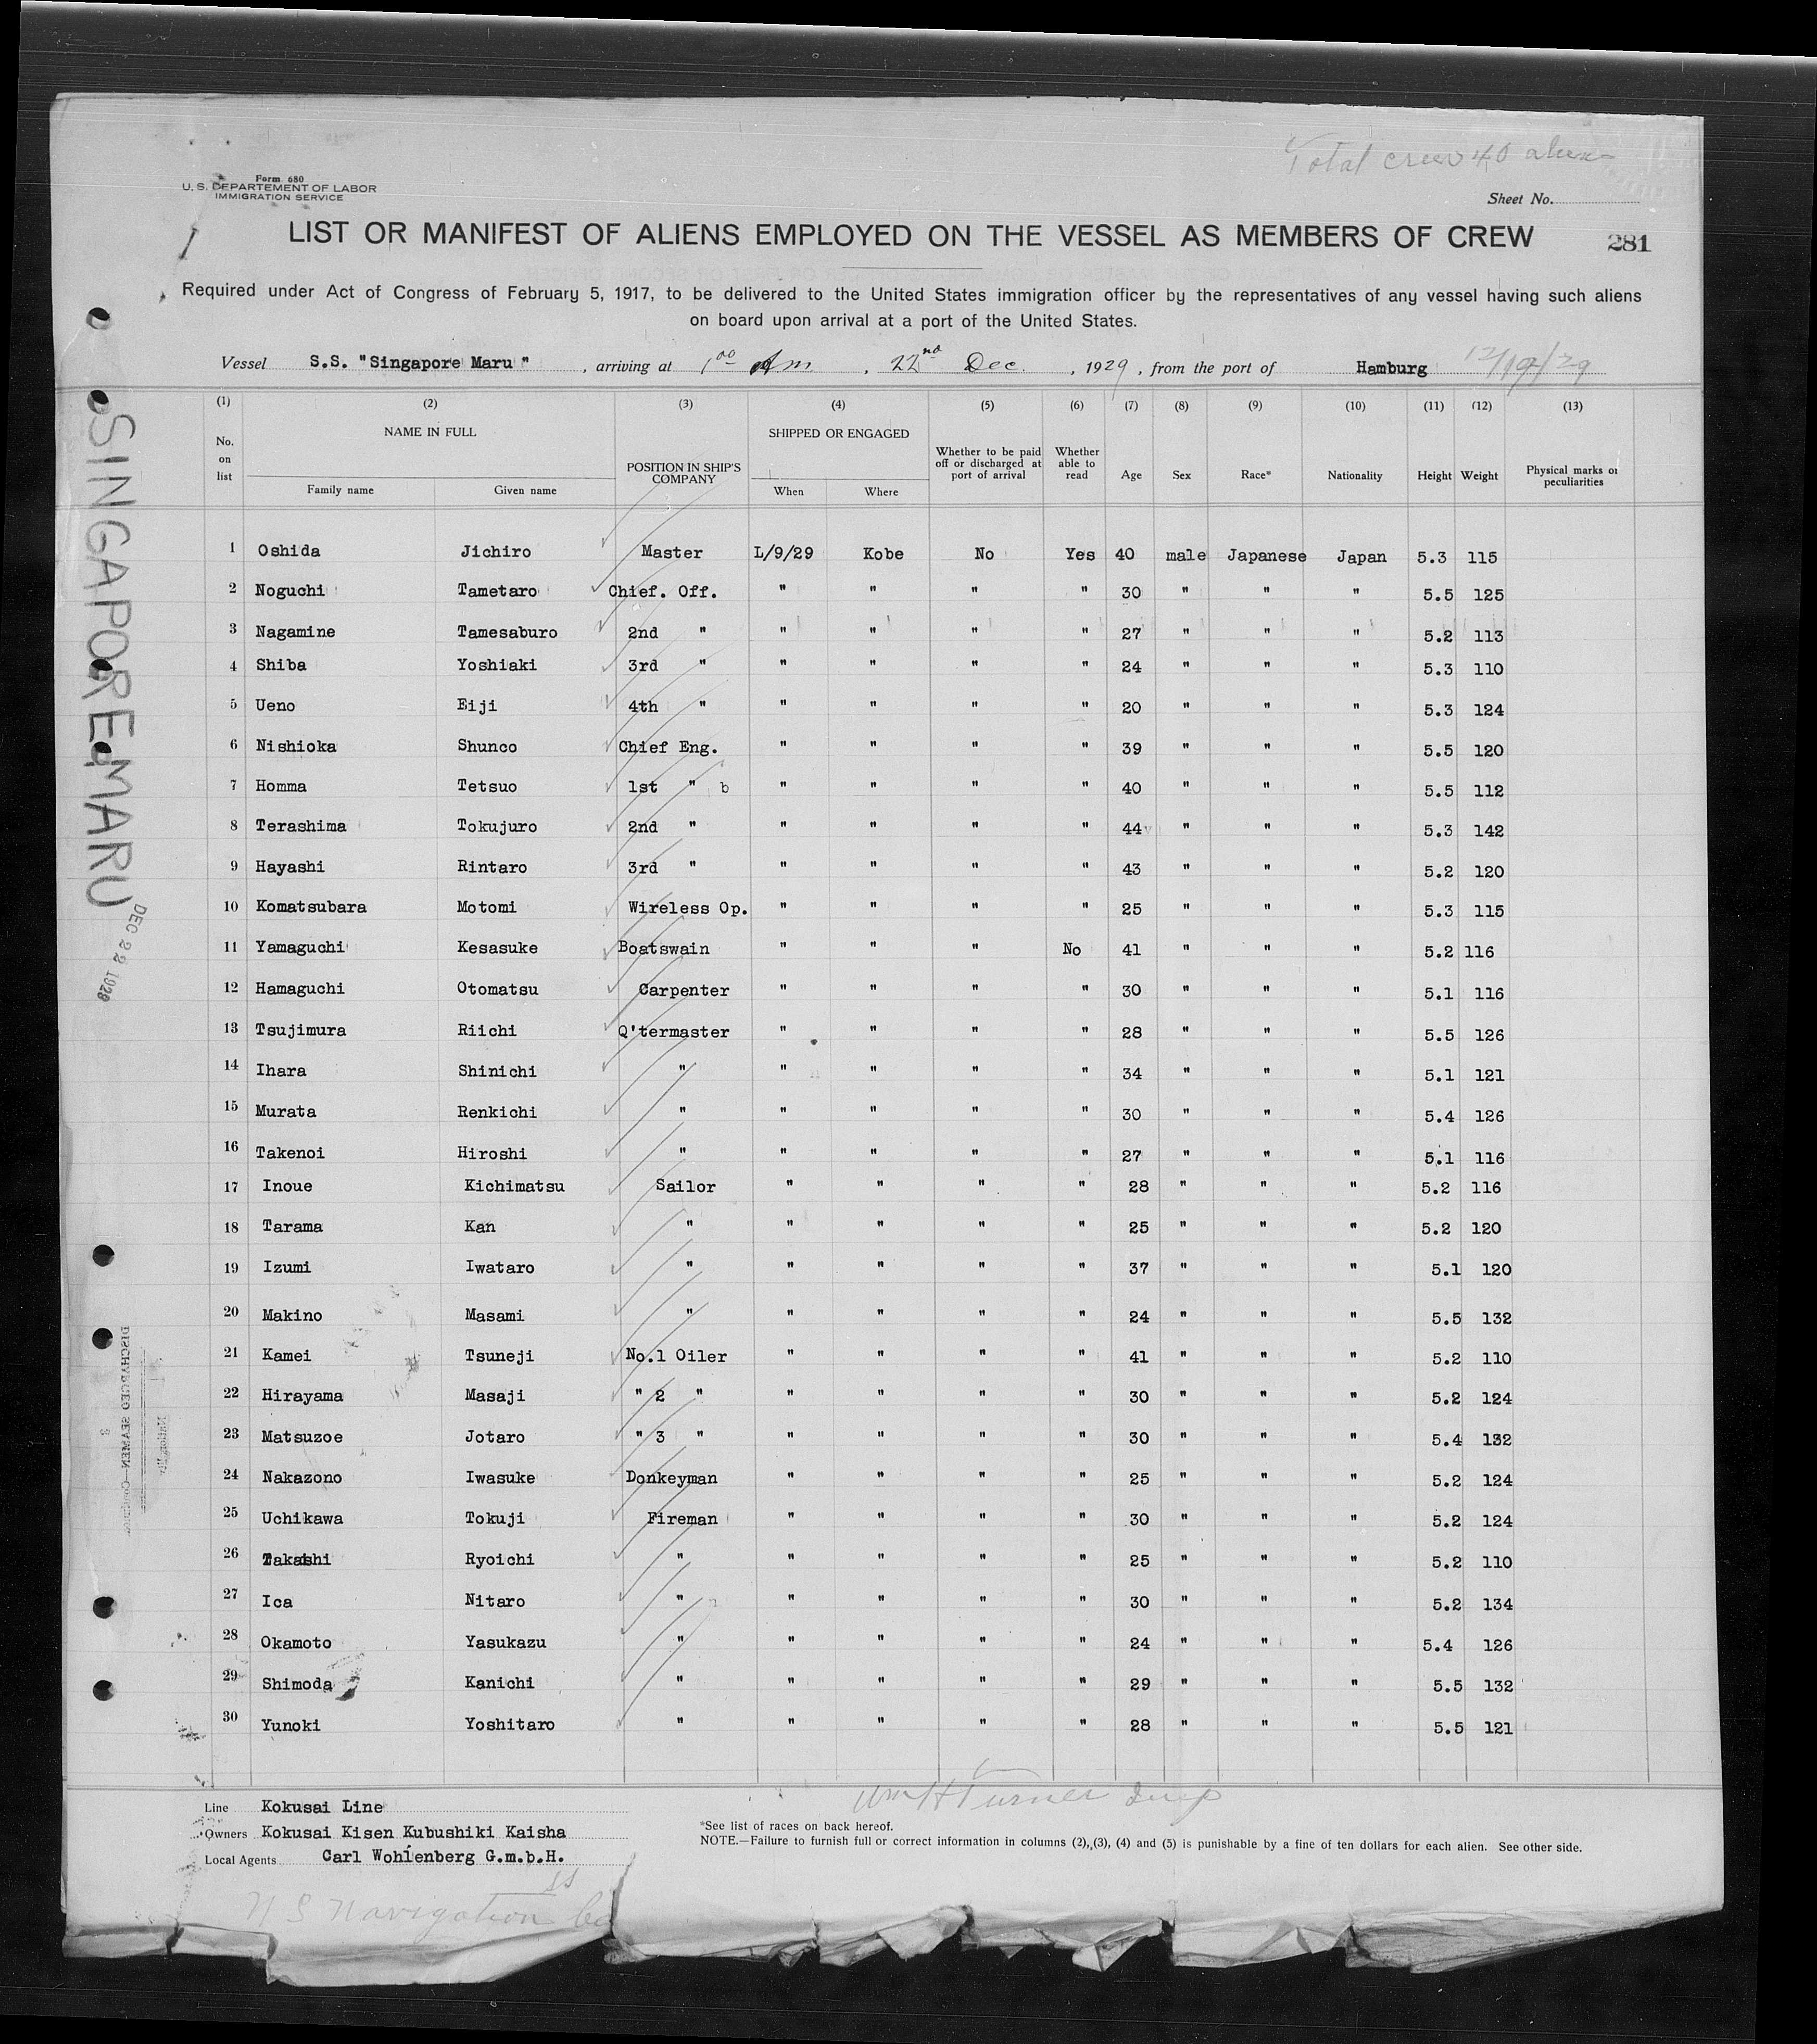 Total crew 40 aliens
Form 680
U. S. DEPARTEMENT OF LABOR
IMMIGRATION SERVICE
Sheet No.
LIST OR MANIFEST OF ALIENS EMPLOYED ON THE VESSEL AS MEMBERS OF CREW
281
Required under Act of Congress of February 5, 1917, to be delivered to the United States immigration officer by the representatives of any vessel having such aliens
on board upon arrival at a port of the United States.
Vessel S.S. "Singapore Maru", arriving at 1 00 Am, 22nd Dec., 1929, from the port of Hamburg
(1) (2) (3) (4) (5) (6) (7) (8) (9) (10) (11) (12) (13)
No. on list NAME IN FULL Family name Given name POSITION IN SHIP'S COMPANY SHIPPED OR ENGAGED When Where Whether to be paid off or discharged at port of arrival Whether able to read Age Sex Race* Nationality Height Weight Physical marks or peculiarities
1 Oshida Jichiro Master L/9/29 Kobe No Yes 40 male Japanese Japan 5.3 115
2 Noguchi Tametaro Chief. Off. " " " " 30 " " " 5.5 125
3 Nagamine Tamesaburo 2nd " " " " " 27 " " " 5.2 113
4 Shiba Yoshiaki 3rd " " " " " 24 " " " 5.3 110
5 Ueno Eiji 4th " " " " " 20 " " " 5.3 124
6 Nishioka Shunco Chief Eng. " " " " 39 " " " 5.5 120
7 Homma Tetsuo 1st " b " " " " 40 " " " 5.5 112
8 Terashima Tokujuro 2nd " " " " " 44 " " " 5.3 142
9 Hayashi Rintaro 3rd " " " " " 43 " " " 5.2 120
10 Komatsubara Motomi Wireless Op. " " " " 25 " " " 5.3 115
11 Yamaguchi Kesasuke Boatswain " " " No 41 " " " 5.2 116
12 Hamaguchi Otomatsu Carpenter " " " " 30 " " " 5.1 116
13 Tsujimura Riichi Q'termaster " " " " 28 " " " 5.5 126
14 Ihara Shinichi " " " " " 34 " " " 5.1 121
15 Murata Renkichi " " " " " 30 " " " 5.4 126
16 Takenoi Hiroshi " " " " " 27 " " " 5.1 116
17 Inoue Kichimatsu Sailor " " " " 28 " " " 5.2 116
18 Tarama Kan " " " " " 25 " " " 5.2 120
19 Izumi Iwataro " " " " " 37 " " " 5.1 120
20 Makino Masami " " " " " 24 " " " 5.5 132
21 Kamei Tsuneji No.1 Oiler " " " " 41 " " " 5.2 110
22 Hirayama Masaji " 2 " " " " " 30 " " " 5.2 124
23 Matsuzoe Jotaro " 3 " " " " " 30 " " " 5.4 132
24 Nakazono Iwasuke Donkeyman " " " " 25 " " " 5.2 124
25 Uchikawa Tokuji Fireman " " " " 30 " " " 5.2 124
26 Ryoichi " " " " " 25 " " " 5.2 110
27 Ica Nitaro " " " " " 30 " " " 5.2 134
28 Okamoto Yasukazu " " " " " 24 " " " 5.4 126
29 Shimoda Kanichi " " " " " 29 " " " 5.5 132
30 Yunoki Yoshitaro " " " " " 28 " " " 5.5 121
SINGAPORE MARU
DEC 22 1928
DISCHARGED SEAMEN
Wm H Turner Insp
Line Kokusai Line
Owners Kokusai Kisen Kubushiki Kaisha
Local Agents Carl Wohlenberg G.m.b.H.
*See list of races on back hereof.
NOTE.—Failure to furnish full or correct information in columns (2), (3), (4) and (5) is punishable by a fine of ten dollars for each alien. See other side.
SS
U S Navigation Co